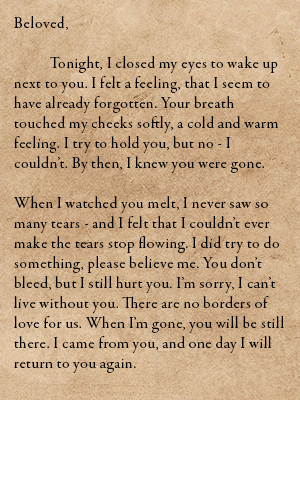 Beloved,
Tonight, I closed my eyes to wake up
next to you. I felt a feeling, that I seem to
have already forgotten. Your breath
touched my cheeks softly, a cold and warm
feeling. I try to hold you, but no - I
couldn't. By then, I knew you were gone.
When I watched you melt, I never saw so
many tears - and I felt that I couldn't ever
make the tears stop flowing. I did try to do
something, please believe me. You don't
bleed, but I still hurt you. I'm sorry, I can't
live without you. There are no borders of
love for us. When I'm gone, you will be still
there. I came from you, and one day I will
return to you again.